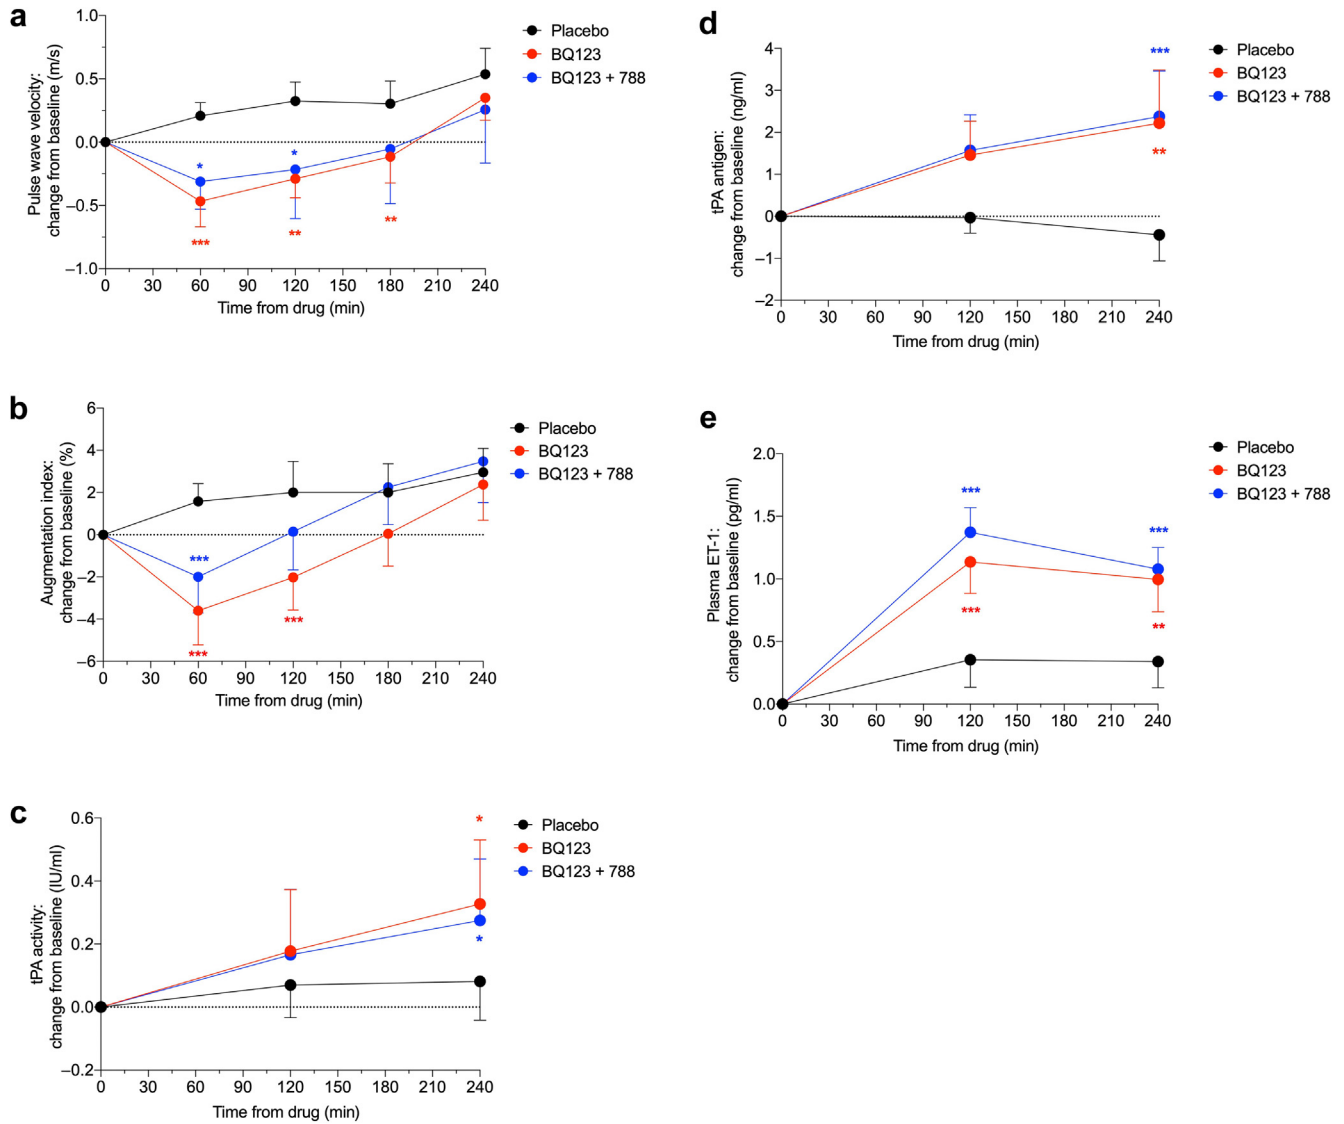 a
Pulse wave velocity:
change from baseline (m/s)
1.0
0.5
0.0
–0.5
–1.0
* *
*** ** **
0 30 60 90 120 150 180 210 240
Time from drug (min)
Placebo
BQ123
BQ123 + 788
b
Augmentation index:
change from baseline (%)
6
4
2
0
–2
–4
–6
***
*** ***
0 30 60 90 120 150 180 210 240
Time from drug (min)
Placebo
BQ123
BQ123 + 788
c
tPA activity:
change from baseline (IU/ml)
0.6
0.4
0.2
0.0
–0.2
*
*
0 30 60 90 120 150 180 210 240
Time from drug (min)
Placebo
BQ123
BQ123 + 788
d
tPA antigen:
change from baseline (ng/ml)
4
3
2
1
0
–1
–2
***
**
0 30 60 90 120 150 180 210 240
Time from drug (min)
Placebo
BQ123
BQ123 + 788
e
Plasma ET-1:
change from baseline (pg/ml)
2.0
1.5
1.0
0.5
0.0
*** ***
*** **
0 30 60 90 120 150 180 210 240
Time from drug (min)
Placebo
BQ123
BQ123 + 788